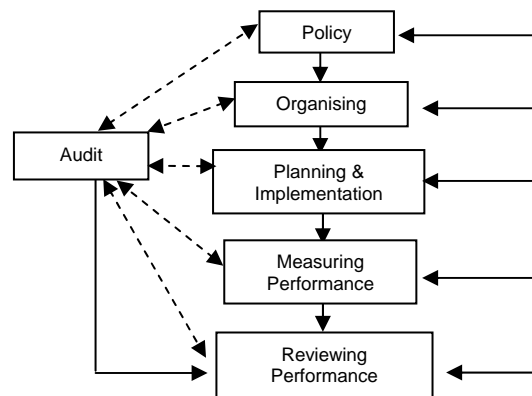 Policy
Organising
Audit
Planning &
Implementation
Measuring
Performance
Reviewing
Performance